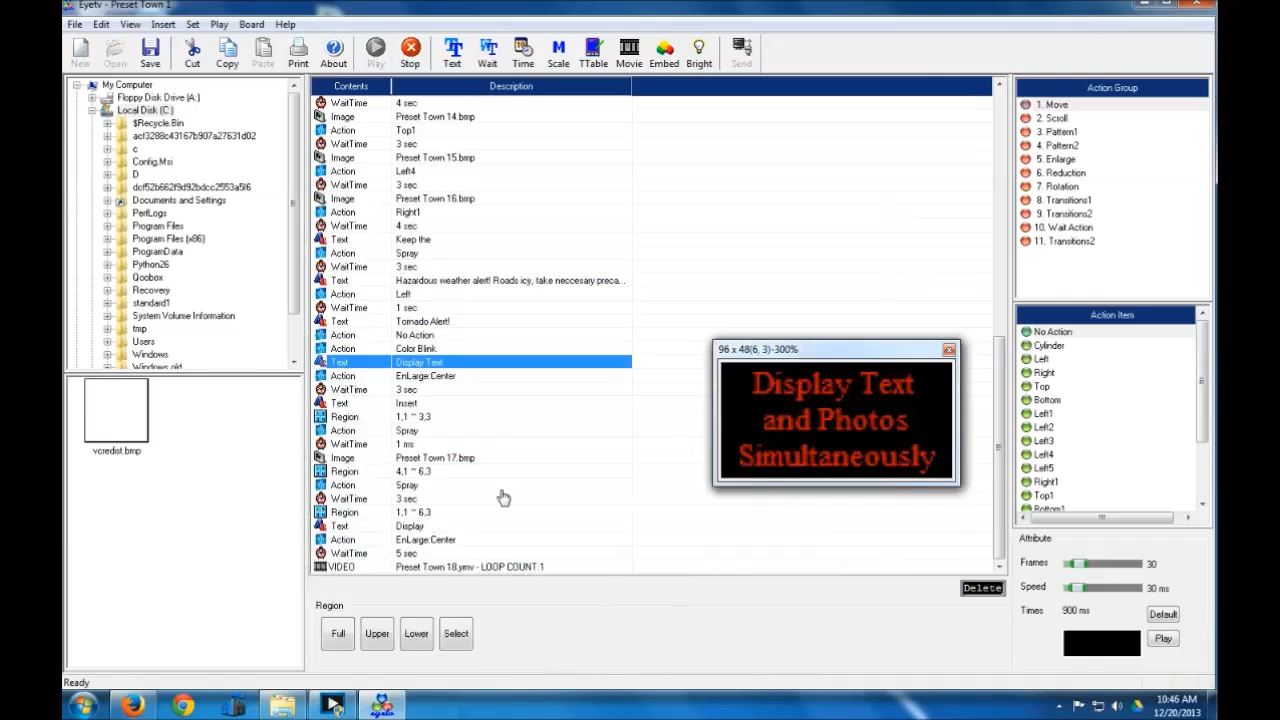 Eyetv - Preset Town 1
File Edit View Insert Set Play Board Help
New Open Save Cut Copy Paste Print About Play Stop Text Wait Time Scale TTable Movie Embed Bright Send
My Computer
Floppy Disk Drive (A:)
Local Disk (C:)
$Recycle.Bin
acf3288c43167b907a27631d02
c
Config.Msi
D
dcf52b662f9d92bdcc2553a5f6
Documents and Settings
PerfLogs
Program Files
Program Files (x86)
ProgramData
Python26
Qoobox
Recovery
standard1
System Volume Information
tmp
Users
Windows
Windows.old
vcredist.bmp
Contents Description
WaitTime 4 sec
Image Preset Town 14.bmp
Action Top1
WaitTime 3 sec
Image Preset Town 15.bmp
Action Left4
WaitTime 3 sec
Image Preset Town 16.bmp
Action Right1
WaitTime 4 sec
Text Keep the
Action Spray
WaitTime 3 sec
Text Hazardous weather alert! Roads icy, take neccesary preca...
Action Left
WaitTime 1 sec
Text Tornado Alert!
Action No Action
Action Color Blink
Text Display Text
Action EnLarge:Center
WaitTime 3 sec
Text Insert
Region 1,1 ~ 3,3
Action Spray
WaitTime 1 ms
Image Preset Town 17.bmp
Region 4,1 ~ 6,3
Action Spray
WaitTime 3 sec
Region 1,1 ~ 6,3
Text Display
Action EnLarge:Center
WaitTime 5 sec
VIDEO Preset Town 18.ymv - LOOP COUNT:1
Delete
Region
Full Upper Lower Select
96 x 48(6, 3)-300%
Display Text
and Photos
Simultaneously
Action Group
1. Move
2. Scroll
3. Pattern1
4. Pattern2
5. Enlarge
6. Reduction
7. Rotation
8. Transitions1
9. Transitions2
10. Wait Action
11. Transitions2
Action Item
No Action
Cylinder
Left
Right
Top
Bottom
Left1
Left2
Left3
Left4
Left5
Right1
Top1
Bottom1
Attribute
Frames 30
Speed 30 ms
Times 900 ms Default
Play
Ready
eyetv
10:46 AM
12/20/2013